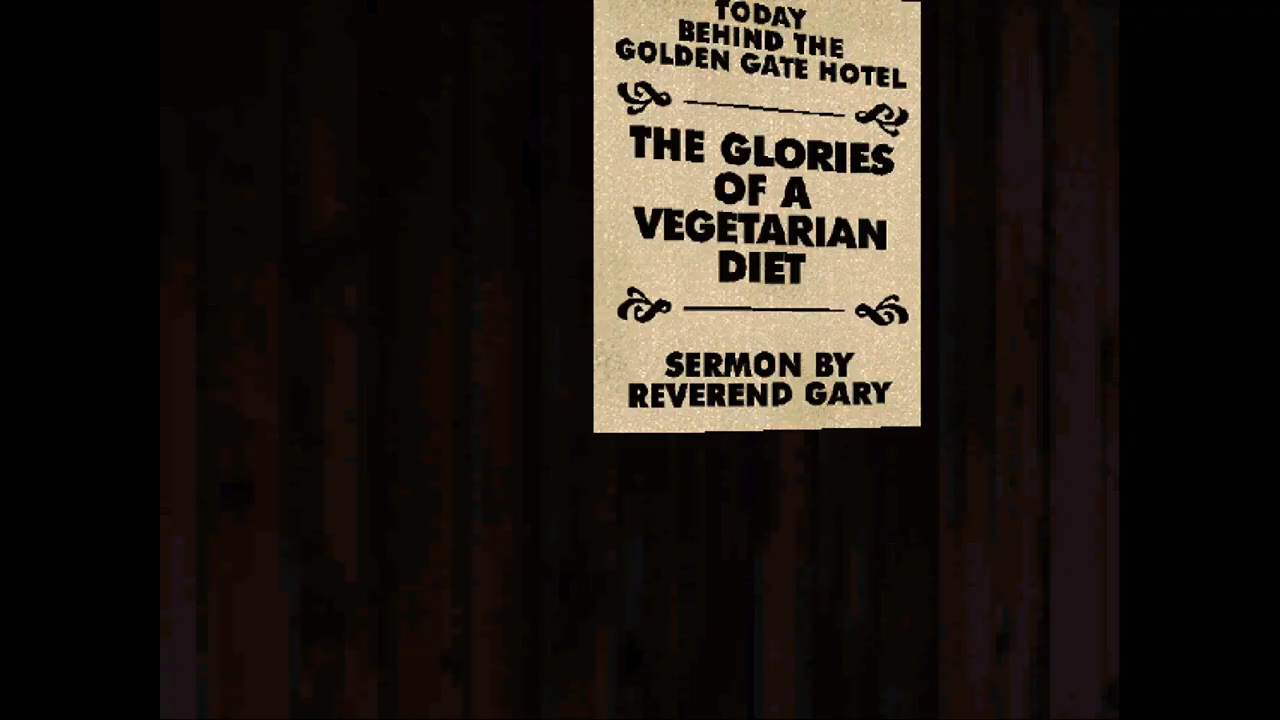 TODAY
BEHIND THE
GOLDEN GATE HOTEL
THE GLORIES
OF A
VEGETARIAN
DIET
SERMON BY
REVEREND GARY